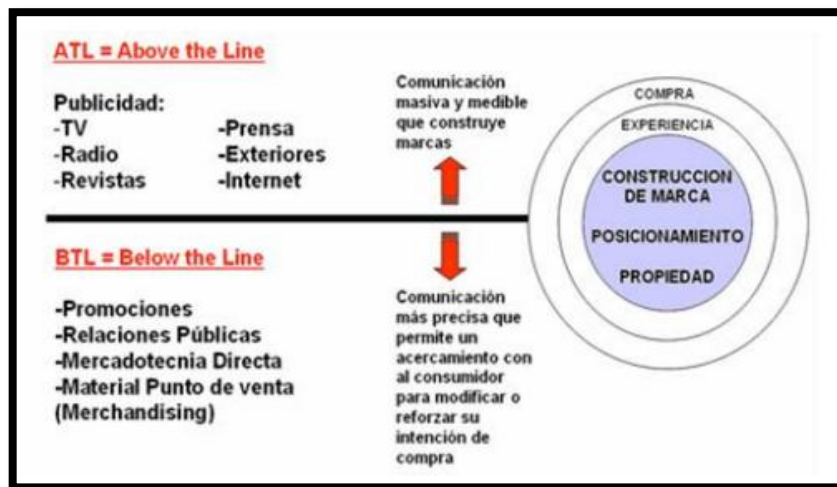 ATL = Above the Line
Publicidad:
-TV -Prensa
-Radio -Exteriores
-Revistas -Internet
Comunicación
masiva y medible
que construye
marcas
BTL = Below the Line
-Promociones
-Relaciones Públicas
-Mercadotecnia Directa
-Material Punto de venta
(Merchandising)
Comunicación
más precisa que
permite un
acercamiento con
al consumidor
para modificar o
reforzar su
intención de
compra
COMPRA
EXPERIENCIA
CONSTRUCCION
DE MARCA
POSICIONAMIENTO
PROPIEDAD